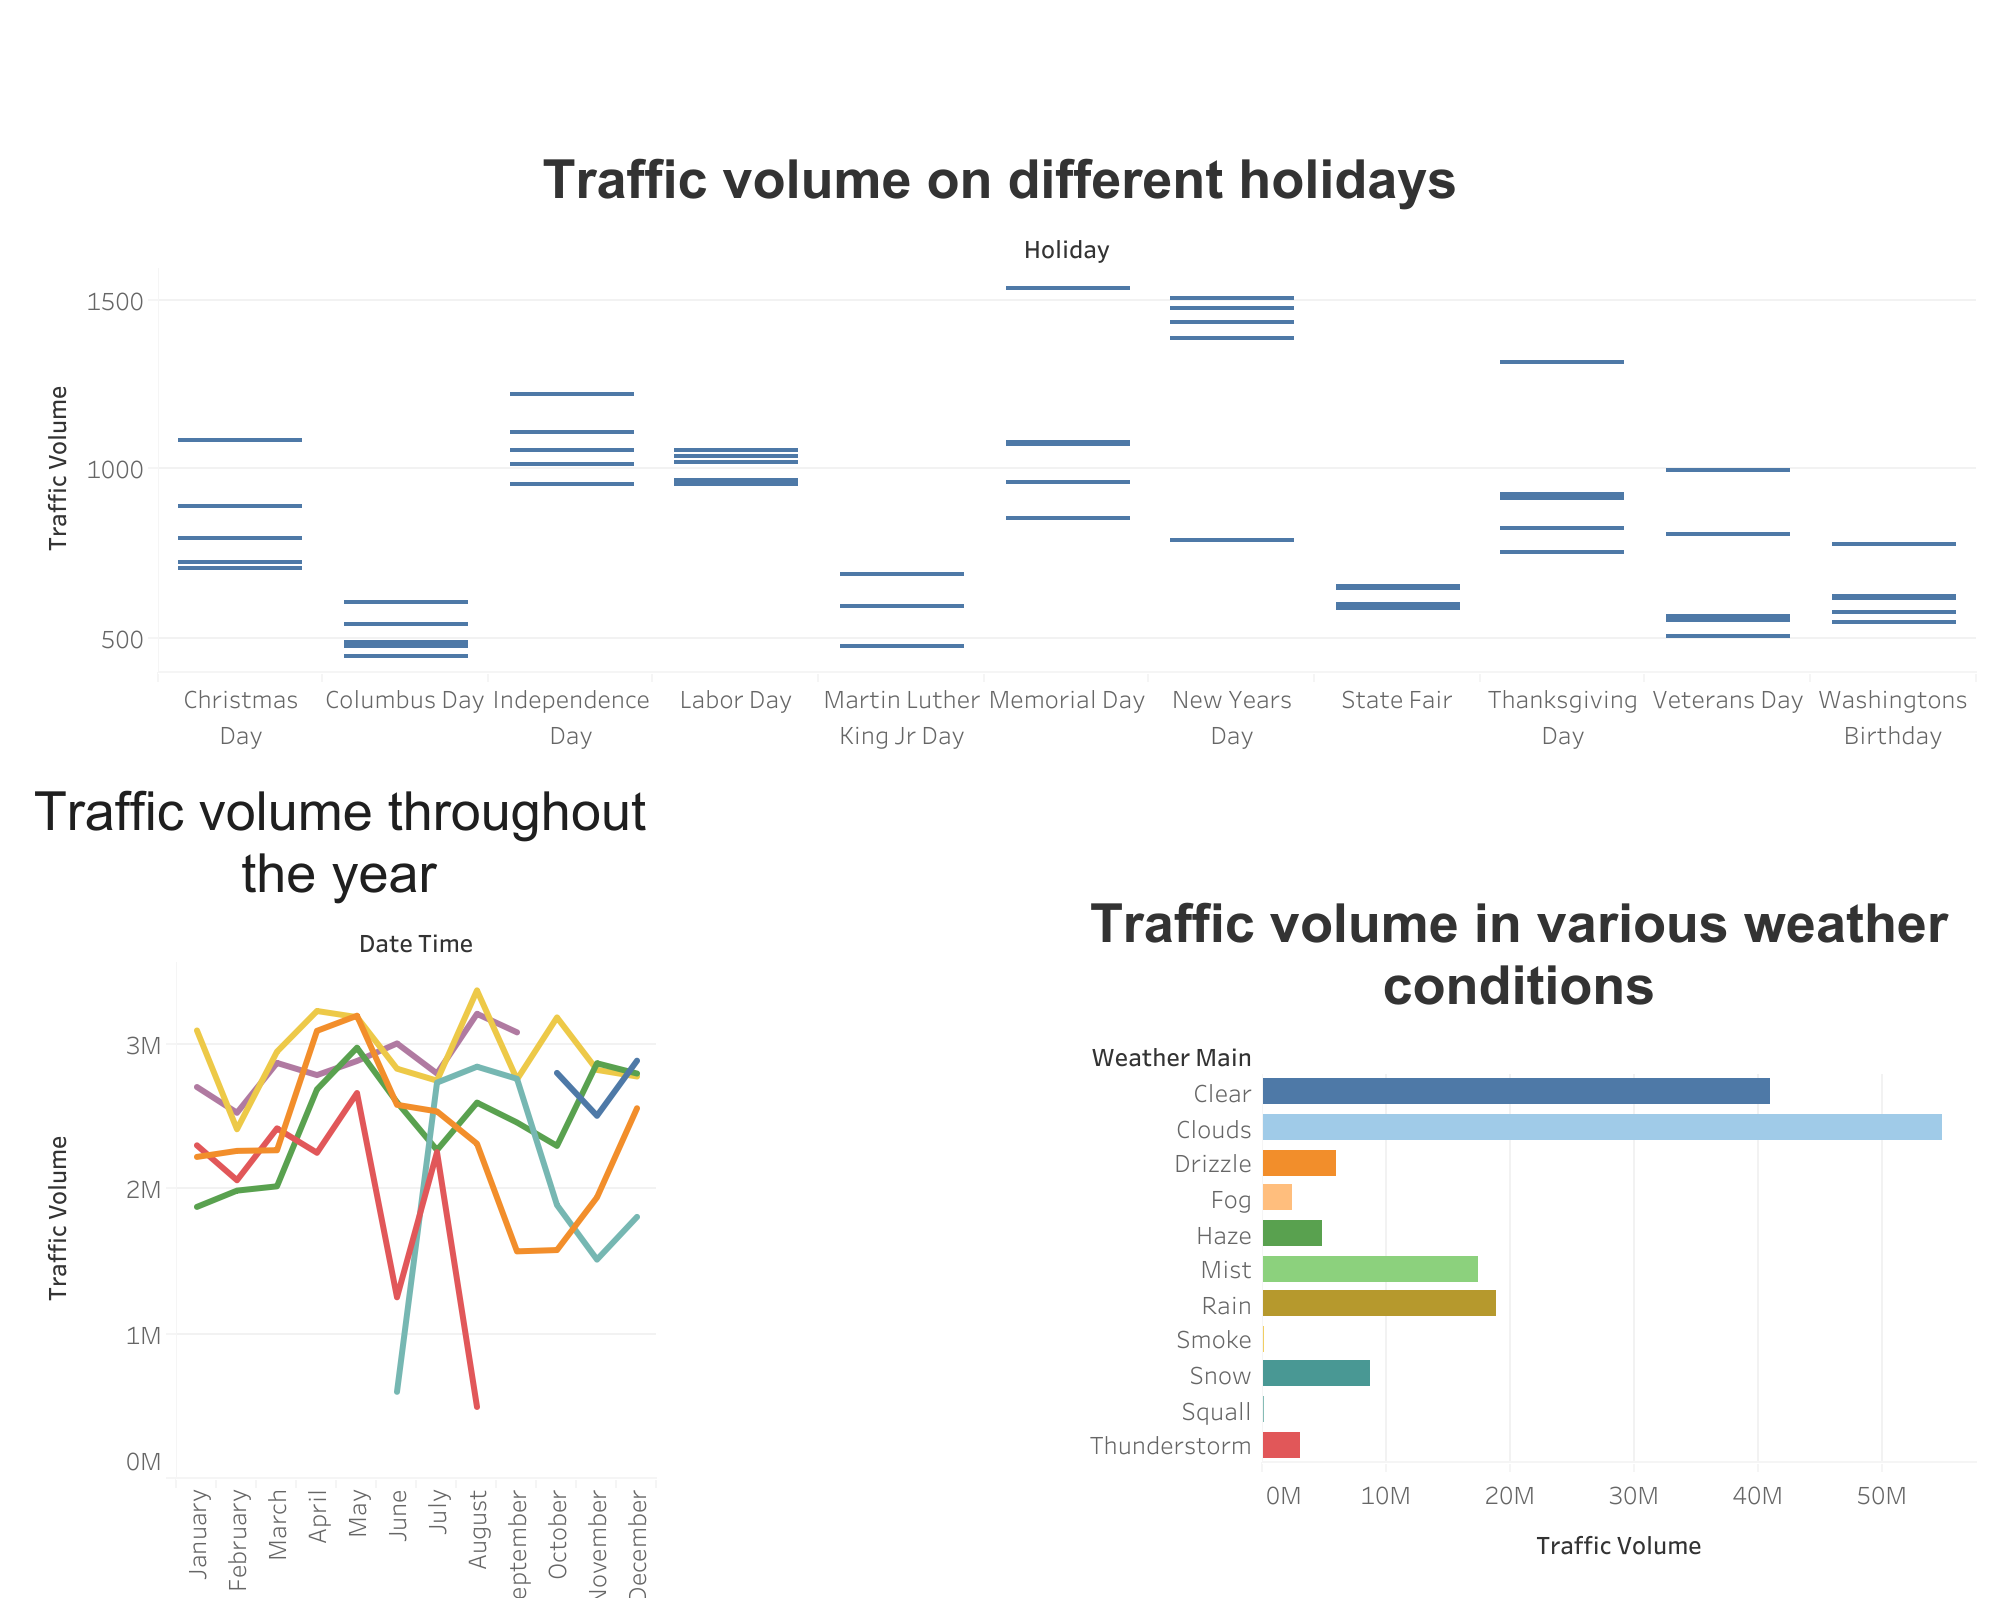 Traffic volume on different holidays
Holiday
Traffic Volume
1500
1000
500
Christmas Day
Columbus Day
Independence Day
Labor Day
Martin Luther King Jr Day
Memorial Day
New Years Day
State Fair
Thanksgiving Day
Veterans Day
Washingtons Birthday
Traffic volume throughout
the year
Date Time
Traffic Volume
3M
2M
1M
0M
January
February
March
April
May
June
July
August
eptember
October
November
December
Traffic volume in various weather
conditions
Weather Main
Clear
Clouds
Drizzle
Fog
Haze
Mist
Rain
Smoke
Snow
Squall
Thunderstorm
0M 10M 20M 30M 40M 50M
Traffic Volume